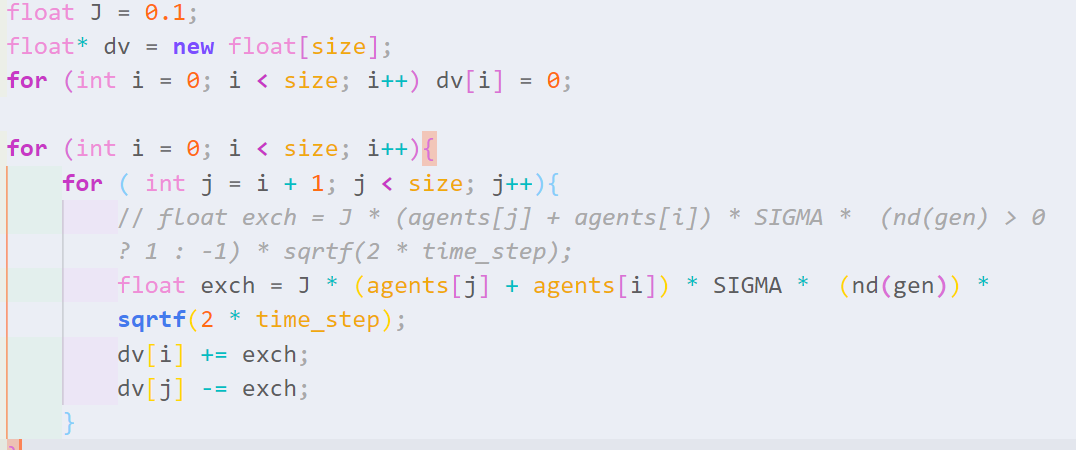 float J = 0.1;
float* dv = new float[size];
for (int i = 0; i < size; i++) dv[i] = 0;
for (int i = 0; i < size; i++){
for ( int j = i + 1; j < size; j++){
// float exch = J * (agents[j] + agents[i]) * SIGMA *  (nd(gen) > 0
? 1 : -1) * sqrtf(2 * time_step);
float exch = J * (agents[j] + agents[i]) * SIGMA *  (nd(gen)) *
sqrtf(2 * time_step);
dv[i] += exch;
dv[j] -= exch;
}